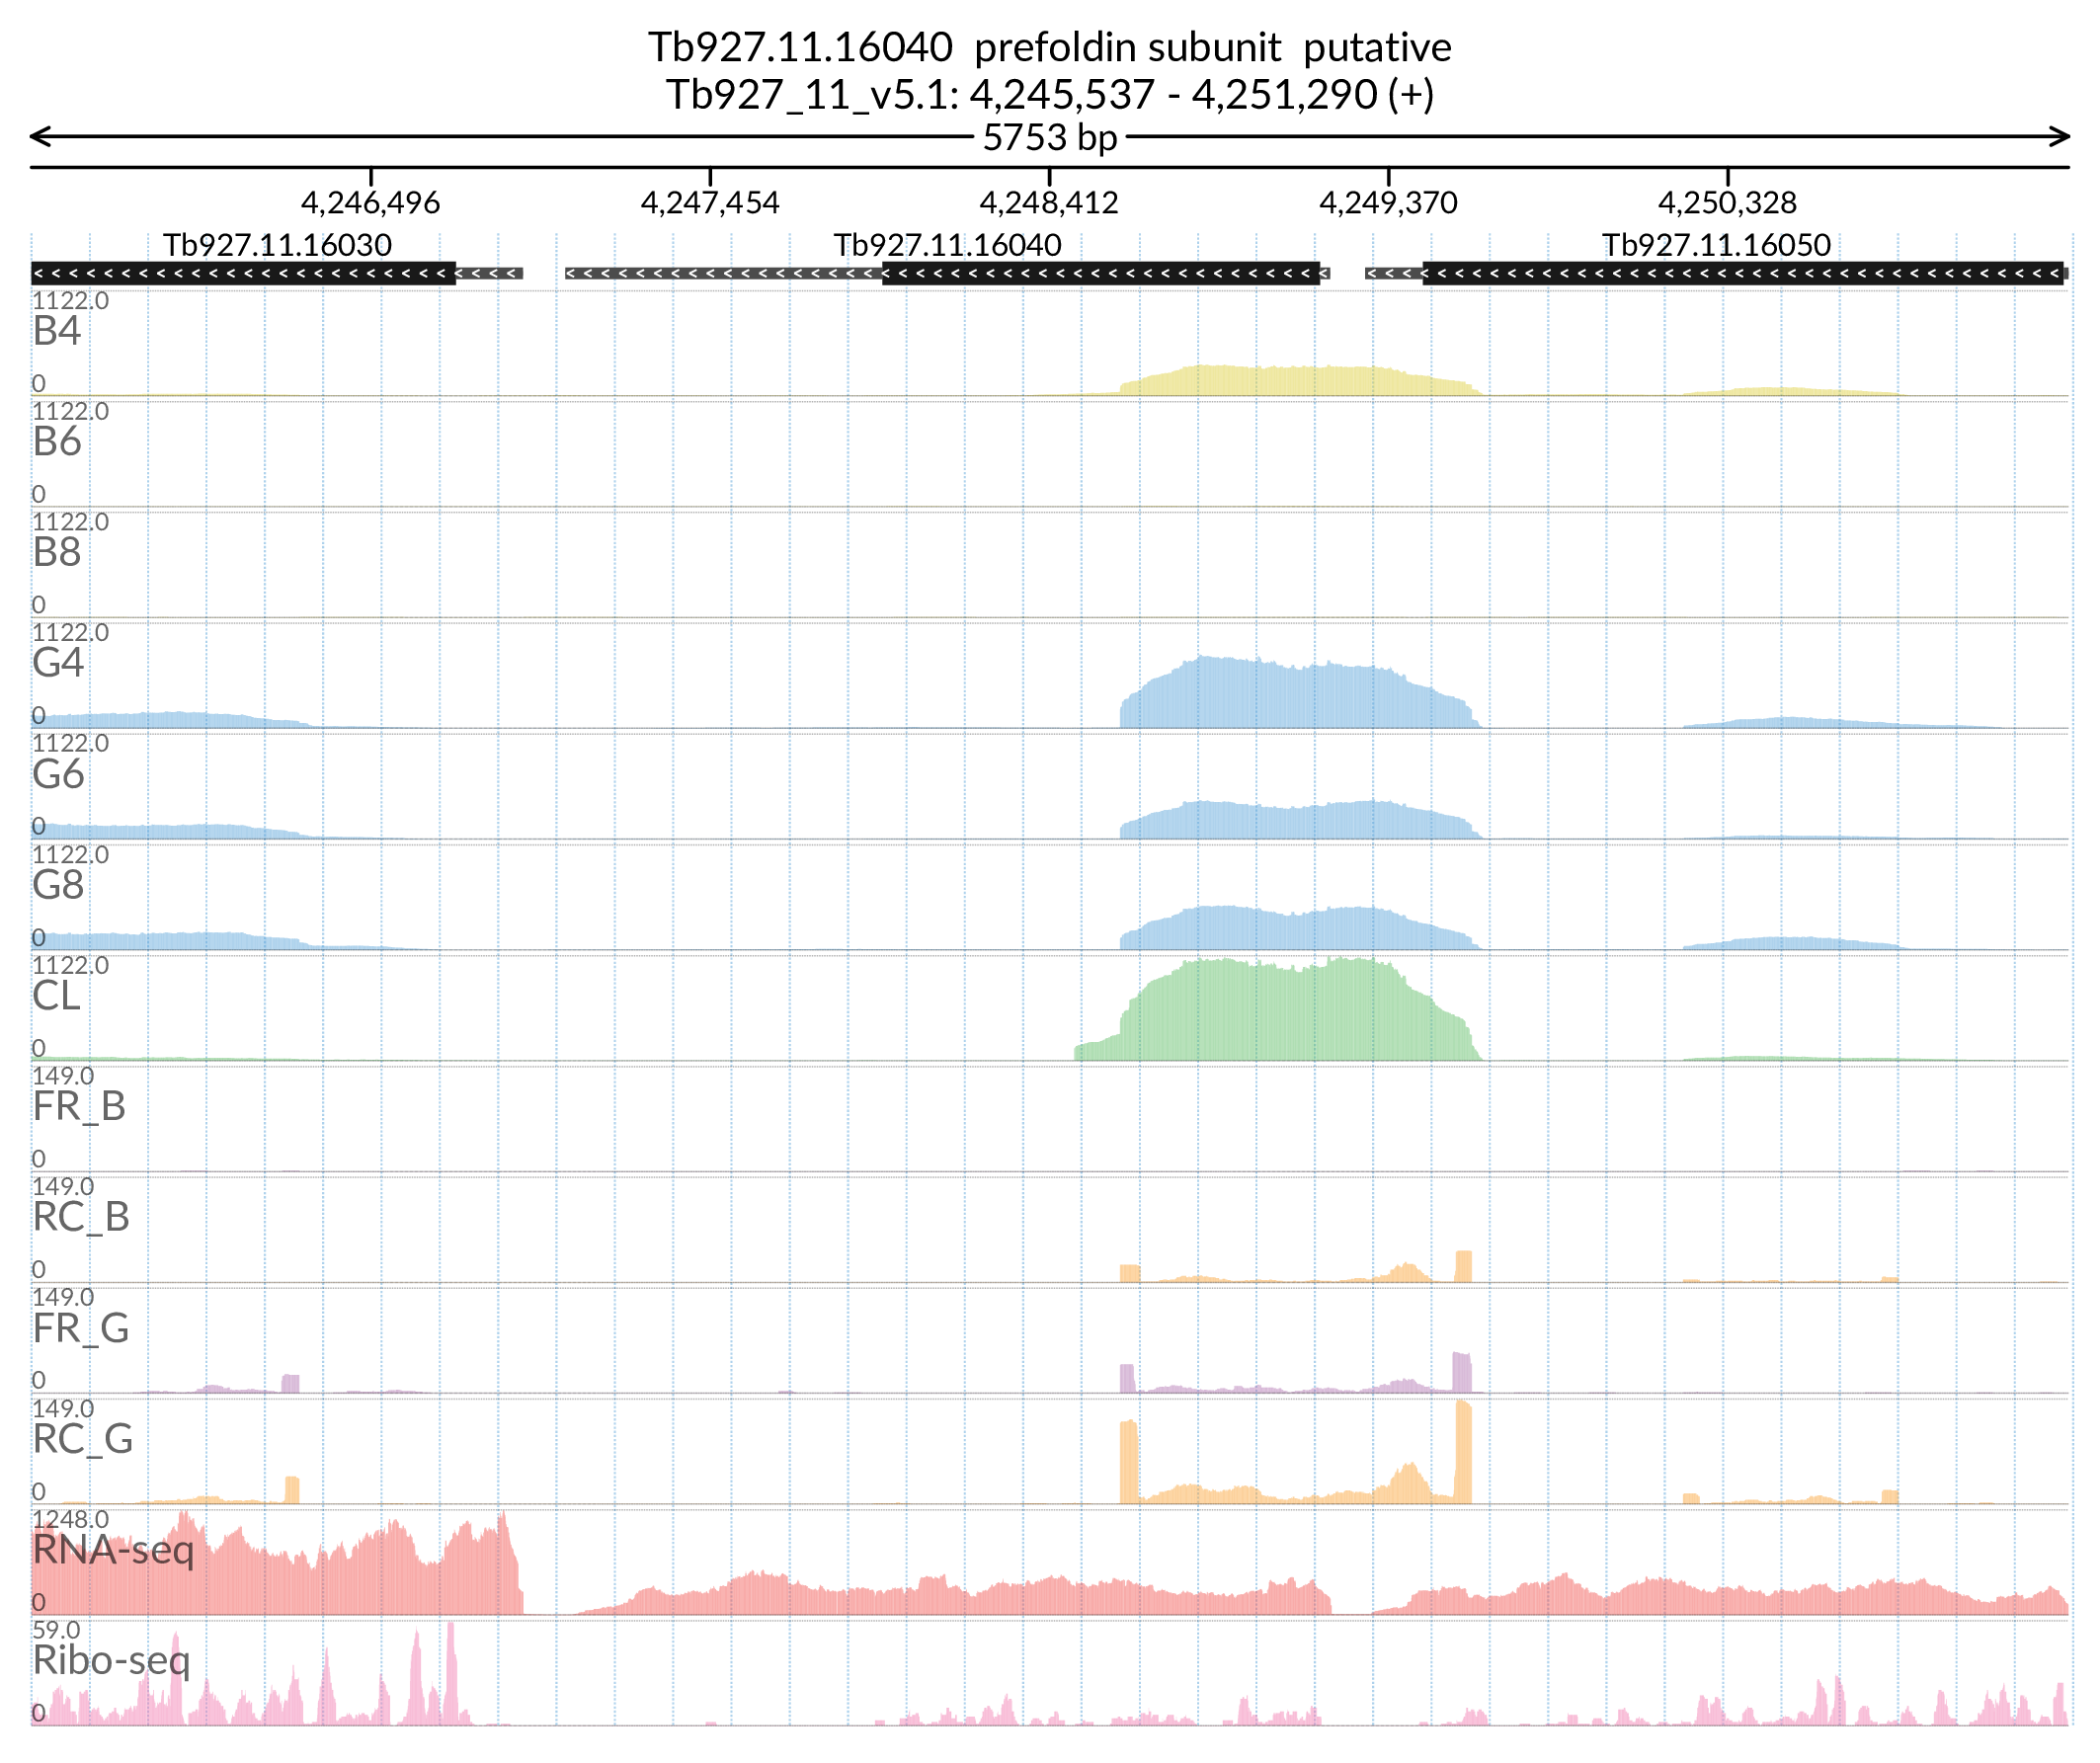 Tb927.11.16040  prefoldin subunit  putative
Tb927_11_v5.1: 4,245,537 - 4,251,290 (+)
5753 bp
4,246,496 4,247,454 4,248,412 4,249,370 4,250,328
Tb927.11.16030 Tb927.11.16040 Tb927.11.16050
1122.0
B4
0
1122.0
B6
0
1122.0
B8
0
1122.0
G4
0
1122.0
G6
0
1122.0
G8
0
1122.0
CL
0
149.0
FR_B
0
149.0
RC_B
0
149.0
FR_G
0
149.0
RC_G
0
1248.0
RNA-seq
0
59.0
Ribo-seq
0